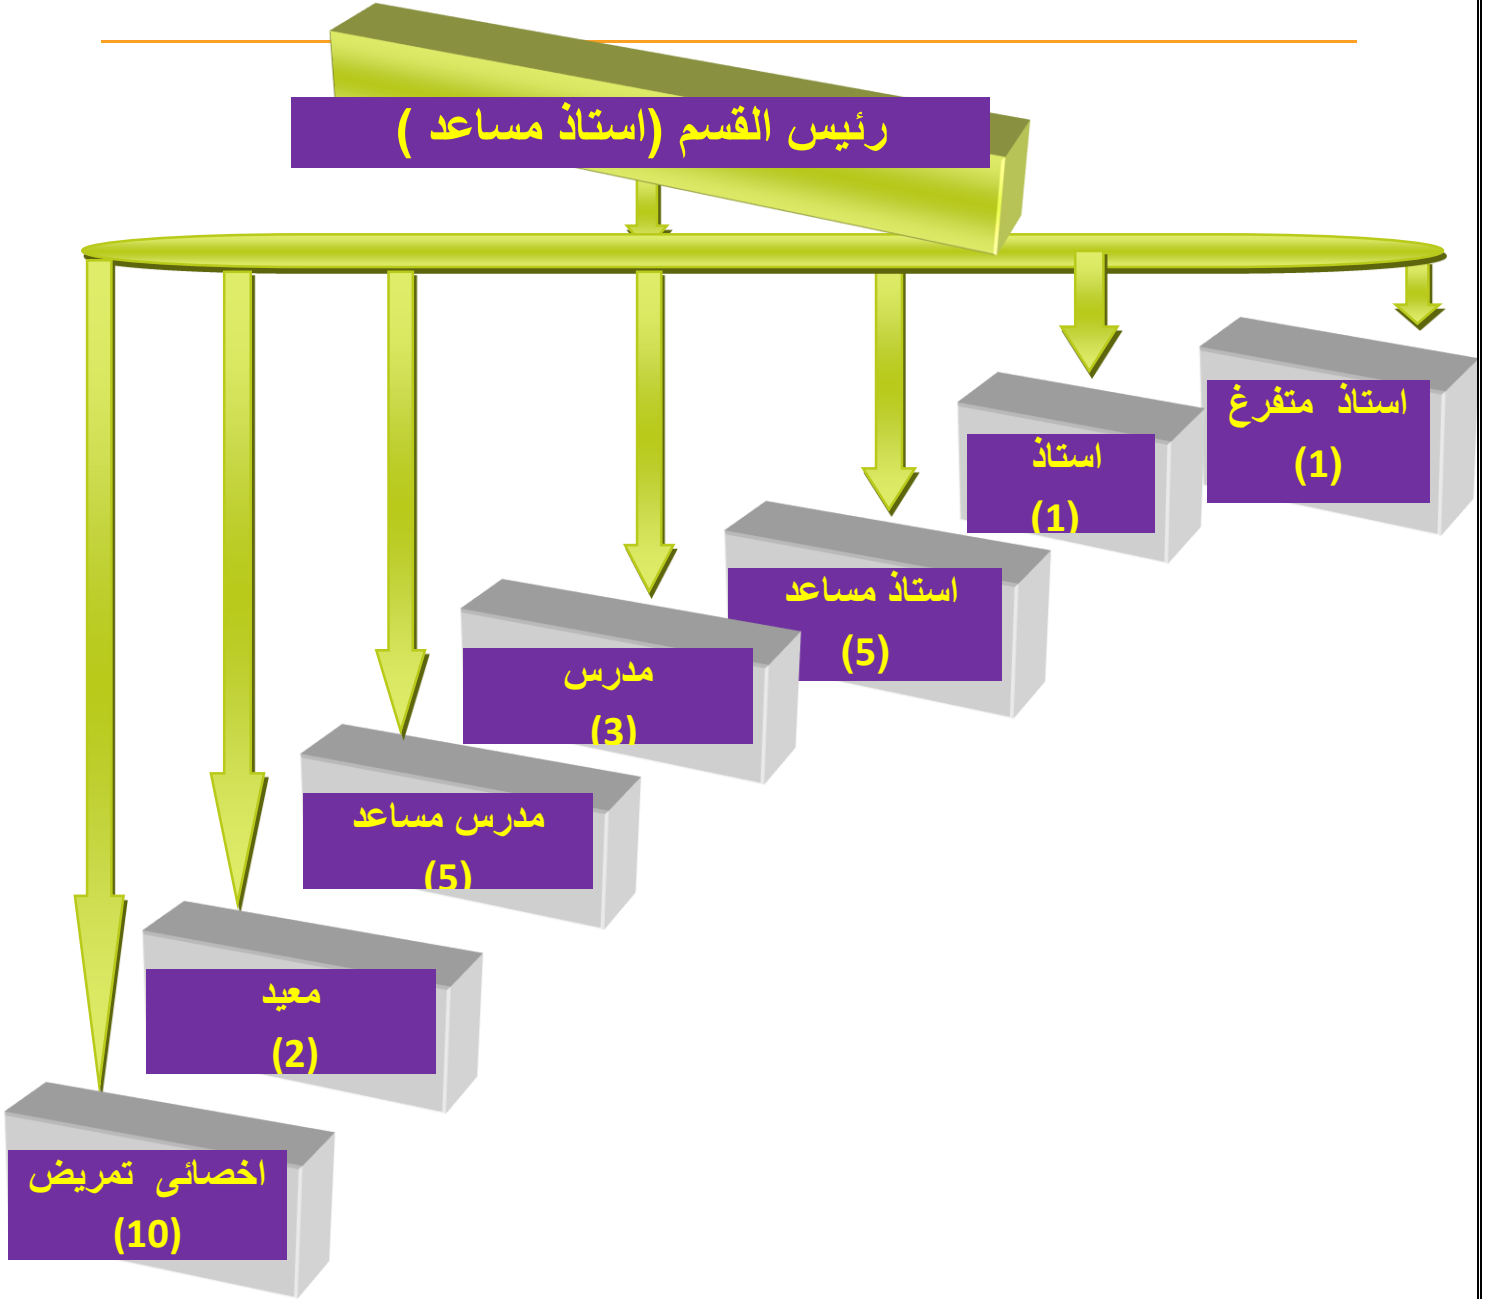 رئيس القسم (استاذ مساعد )
استاذ متفرغ
(1)
استاذ
(1)
استاذ مساعد
(5)
مدرس
(3)
مدرس مساعد
(5)
معيد
(2)
اخصائى تمريض
(10)